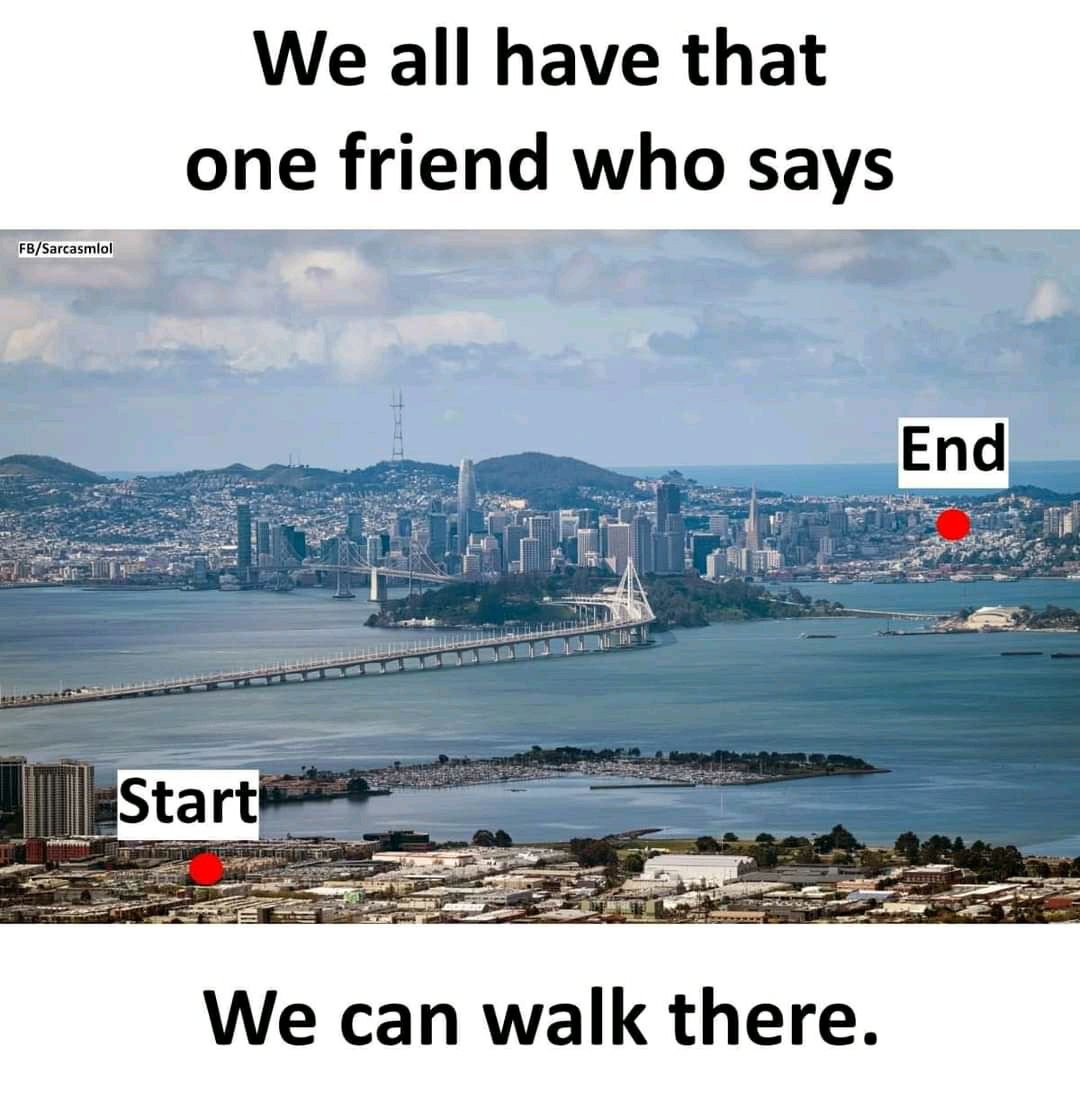 We all have that
one friend who says
FB/Sarcasmlol
End
Start
We can walk there.